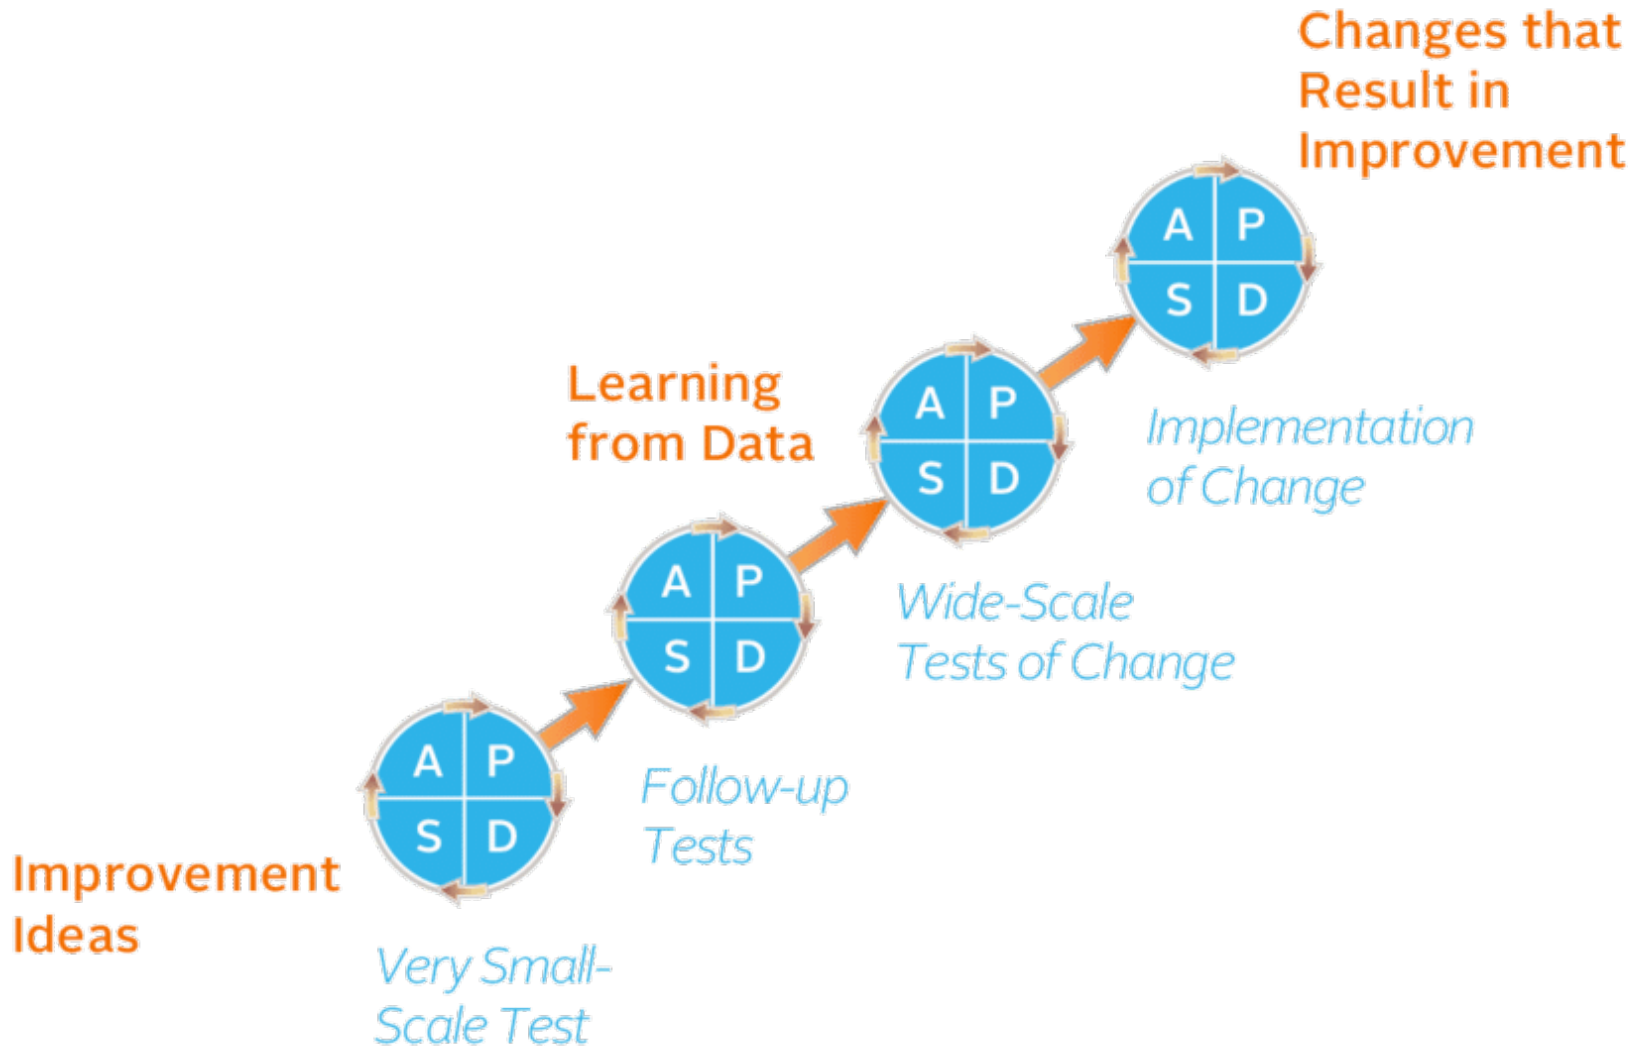 Changes that
Result in
Improvement
A P
S D
Implementation
of Change
Learning
from Data
A P
S D
Wide-Scale
Tests of Change
A P
S D
Follow-up
Tests
A P
S D
Improvement
Ideas
Very Small-
Scale Test